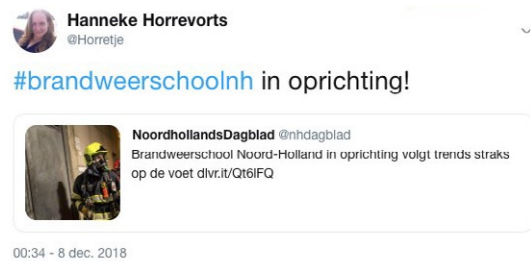 Hanneke Horrevorts
@Horretje
#brandweerschoolnh in oprichting!
NoordhollandsDagblad @nhdagblad
Brandweerschool Noord-Holland in oprichting volgt trends straks
op de voet dlvr.it/Qt6lFQ
00:34 - 8 dec. 2018